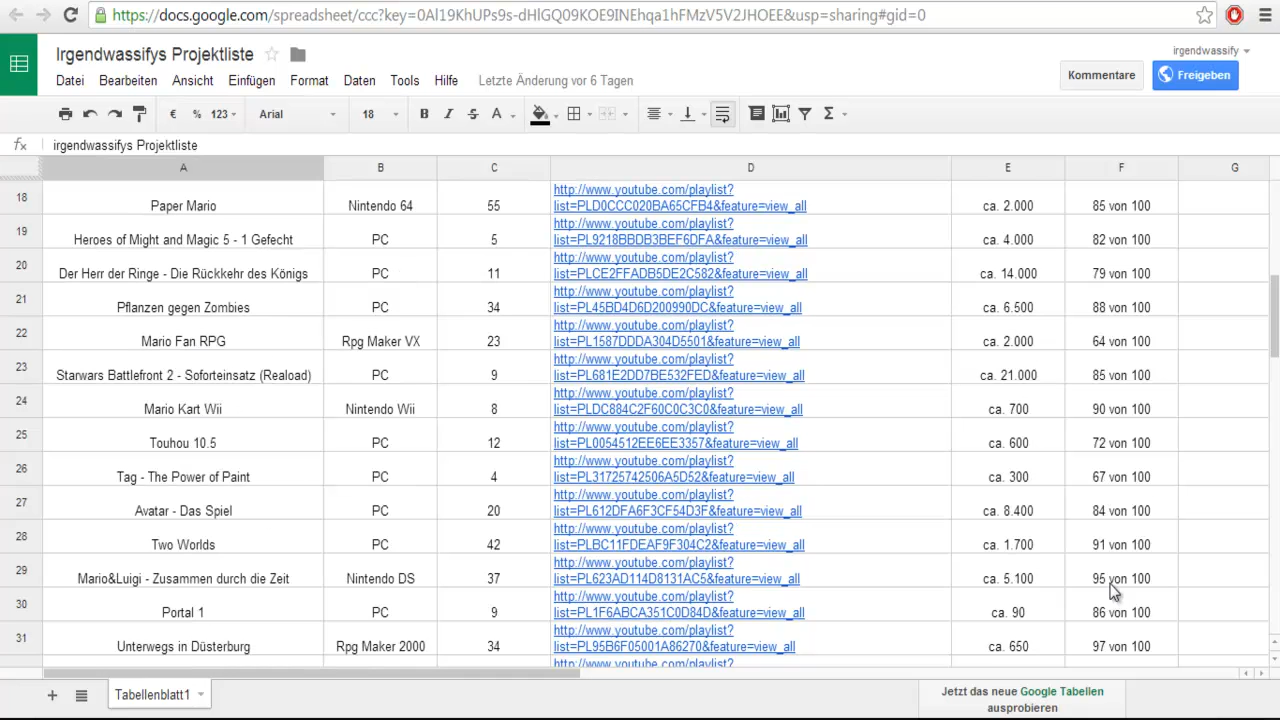 https://docs.google.com/spreadsheet/ccc?key=0Al19KhUPs9s-dHlGQ09KOE9INEhqa1hFMzV5V2JHOEE&usp=sharing#gid=0
Irgendwassifys Projektliste
irgendwassify
Datei Bearbeiten Ansicht Einfügen Format Daten Tools Hilfe Letzte Änderung vor 6 Tagen
Kommentare Freigeben
€ % 123 Arial 18 B I S A Σ
fx irgendwassifys Projektliste
A B C D E F G
http://www.youtube.com/playlist?
18 Paper Mario Nintendo 64 55 list=PLD0CCC020BA65CFB4&feature=view_all ca. 2.000 85 von 100
http://www.youtube.com/playlist?
19 Heroes of Might and Magic 5 - 1 Gefecht PC 5 list=PL9218BBDB3BEF6DFA&feature=view_all ca. 4.000 82 von 100
http://www.youtube.com/playlist?
20 Der Herr der Ringe - Die Rückkehr des Königs PC 11 list=PLCE2FFADB5DE2C582&feature=view_all ca. 14.000 79 von 100
http://www.youtube.com/playlist?
21 Pflanzen gegen Zombies PC 34 list=PL45BD4D6D200990DC&feature=view_all ca. 6.500 88 von 100
http://www.youtube.com/playlist?
22 Mario Fan RPG Rpg Maker VX 23 list=PL1587DDDA304D5501&feature=view_all ca. 2.000 64 von 100
http://www.youtube.com/playlist?
23 Starwars Battlefront 2 - Soforteinsatz (Reaload) PC 9 list=PL681E2DD7BE532FED&feature=view_all ca. 21.000 85 von 100
http://www.youtube.com/playlist?
24 Mario Kart Wii Nintendo Wii 8 list=PLDC884C2F60C0C3C0&feature=view_all ca. 700 90 von 100
http://www.youtube.com/playlist?
25 Touhou 10.5 PC 12 list=PL0054512EE6EE3357&feature=view_all ca. 600 72 von 100
http://www.youtube.com/playlist?
26 Tag - The Power of Paint PC 4 list=PL31725742506A5D52&feature=view_all ca. 300 67 von 100
http://www.youtube.com/playlist?
27 Avatar - Das Spiel PC 20 list=PL612DFA6F3CF54D3F&feature=view_all ca. 8.400 84 von 100
http://www.youtube.com/playlist?
28 Two Worlds PC 42 list=PLBC11FDEAF9F304C2&feature=view_all ca. 1.700 91 von 100
http://www.youtube.com/playlist?
29 Mario&Luigi - Zusammen durch die Zeit Nintendo DS 37 list=PL623AD114D8131AC5&feature=view_all ca. 5.100 95 von 100
http://www.youtube.com/playlist?
30 Portal 1 PC 9 list=PL1F6ABCA351C0D84D&feature=view_all ca. 90 86 von 100
http://www.youtube.com/playlist?
31 Unterwegs in Düsterburg Rpg Maker 2000 34 list=PL95B6F05001A86270&feature=view_all ca. 650 97 von 100
http://www.youtube.com/playlist?
Tabellenblatt1
Jetzt das neue Google Tabellen
ausprobieren